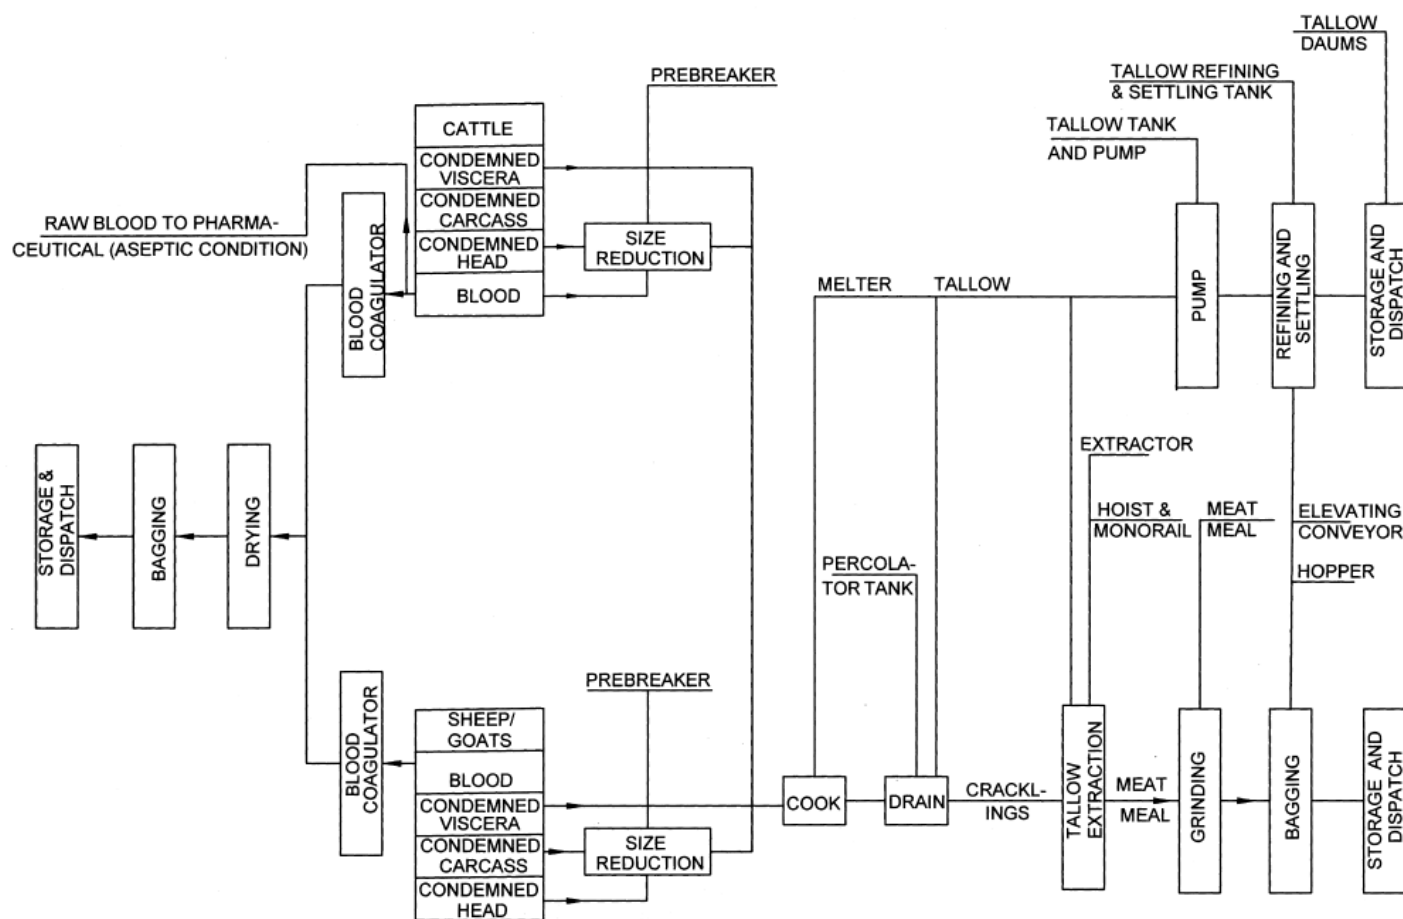 TALLOW
DAUMS
PREBREAKER
TALLOW REFINING
& SETTLING TANK
TALLOW TANK
AND PUMP
CATTLE
CONDEMNED
VISCERA
CONDEMNED
CARCASS
CONDEMNED
HEAD
BLOOD
RAW BLOOD TO PHARMA-
CEUTICAL (ASEPTIC CONDITION)
BLOOD
COAGULATOR
SIZE
REDUCTION
MELTER
TALLOW
PUMP
REFINING AND
SETTLING
STORAGE AND
DISPATCH
EXTRACTOR
HOIST &
MONORAIL
MEAT
MEAL
ELEVATING
CONVEYOR
HOPPER
STORAGE &
DISPATCH
BAGGING
DRYING
PERCOLA-
TOR TANK
PREBREAKER
BLOOD
COAGULATOR
SHEEP/
GOATS
BLOOD
CONDEMNED
VISCERA
CONDEMNED
CARCASS
CONDEMNED
HEAD
SIZE
REDUCTION
COOK
DRAIN
CRACKL-
INGS
TALLOW
EXTRACTION
MEAT
MEAL
GRINDING
BAGGING
STORAGE AND
DISPATCH